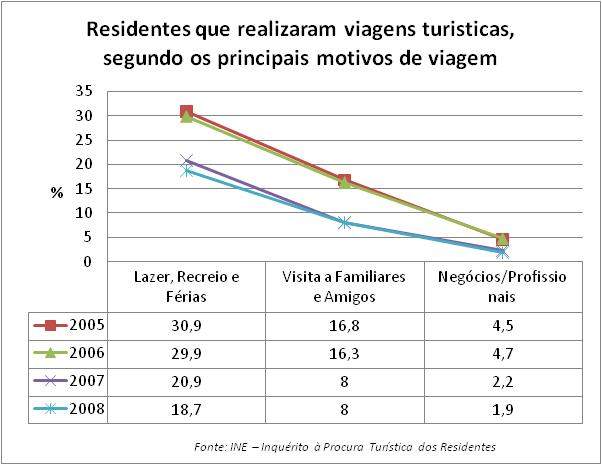 Residentes que realizaram viagens turisticas,
segundo os principais motivos de viagem
35
30
25
20
15
10
5
0
%
Lazer, Recreio e
Férias
Visita a Familiares
e Amigos
Negócios/Profissio
nais
2005 30,9 16,8 4,5
2006 29,9 16,3 4,7
2007 20,9 8 2,2
2008 18,7 8 1,9
Fonte: INE – Inquérito à Procura Turística dos Residentes